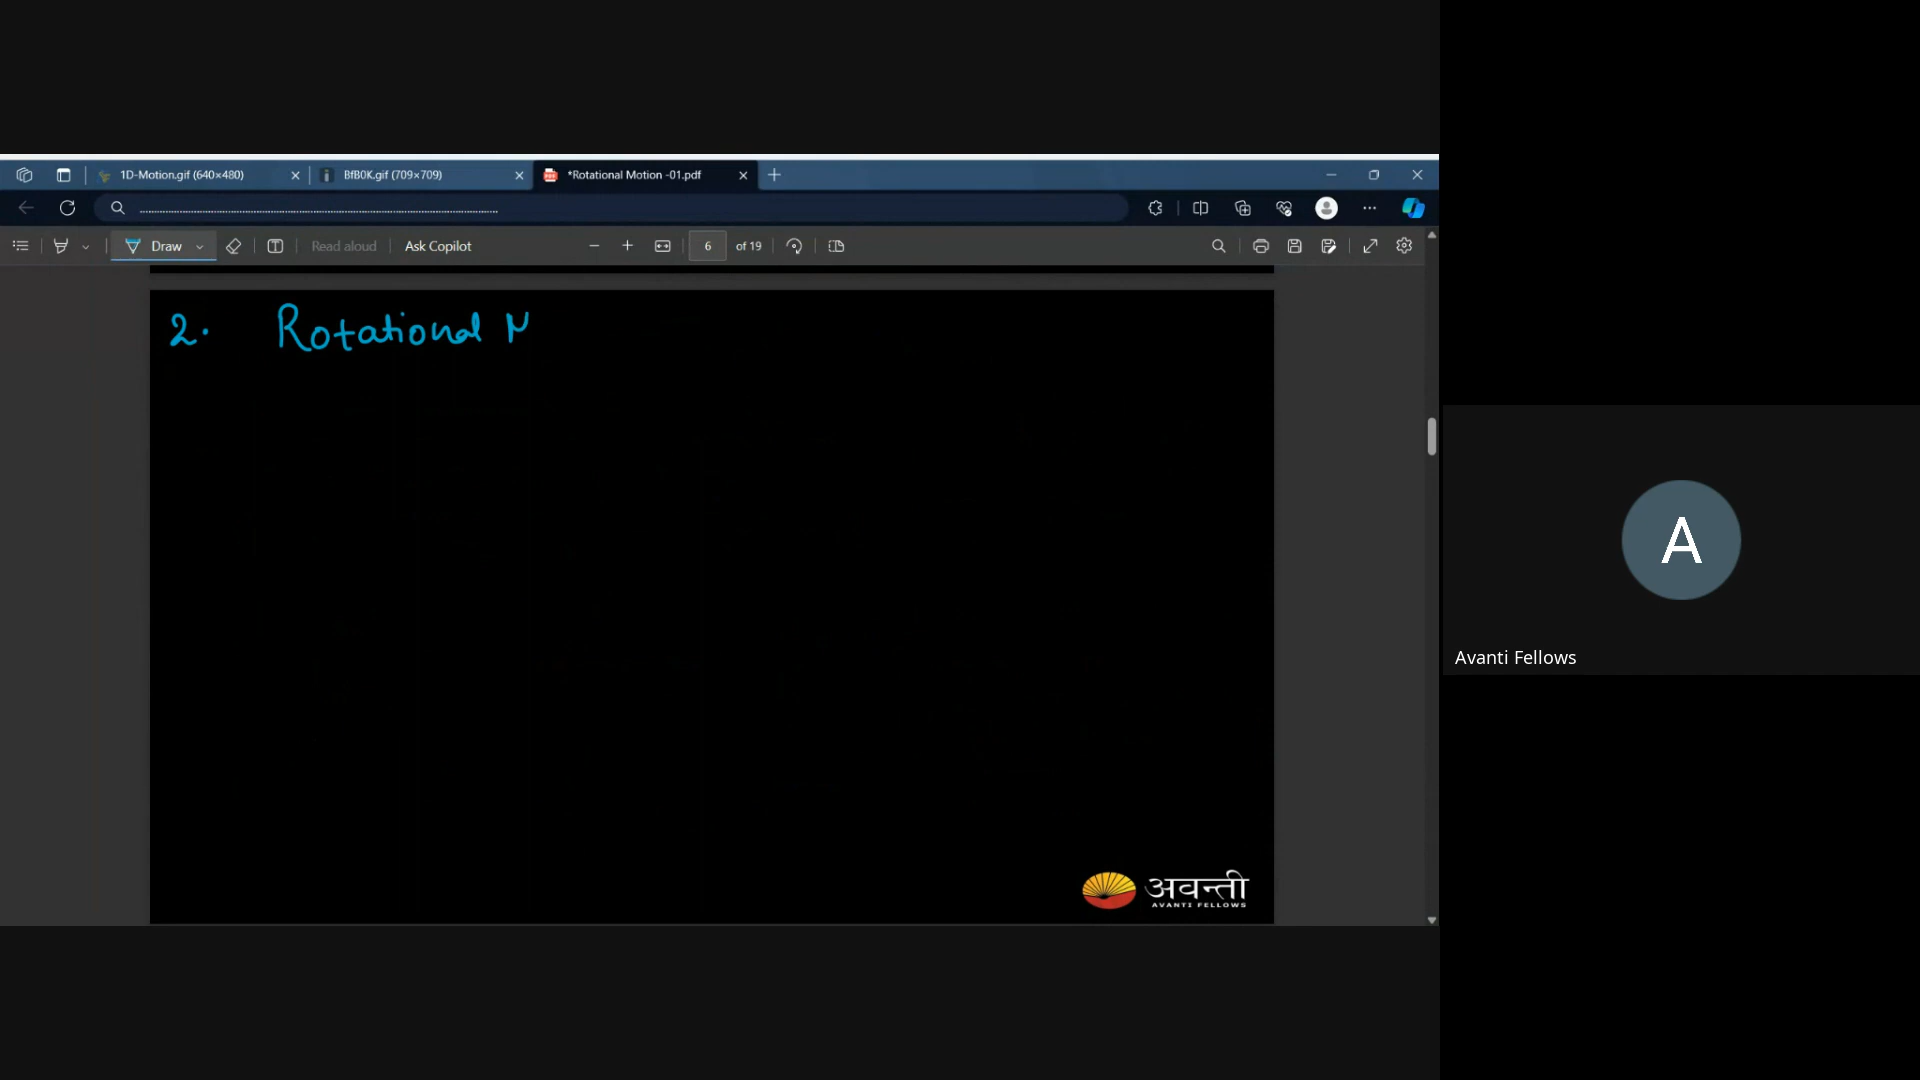 1D-Motion.gif (640×480)
BfB0K.gif (709×709)
*Rotational Motion -01.pdf
Draw
Read aloud
Ask Copilot
6 of 19
2. Rotational M
A
Avanti Fellows
अवन्ती
AVANTI FELLOWS